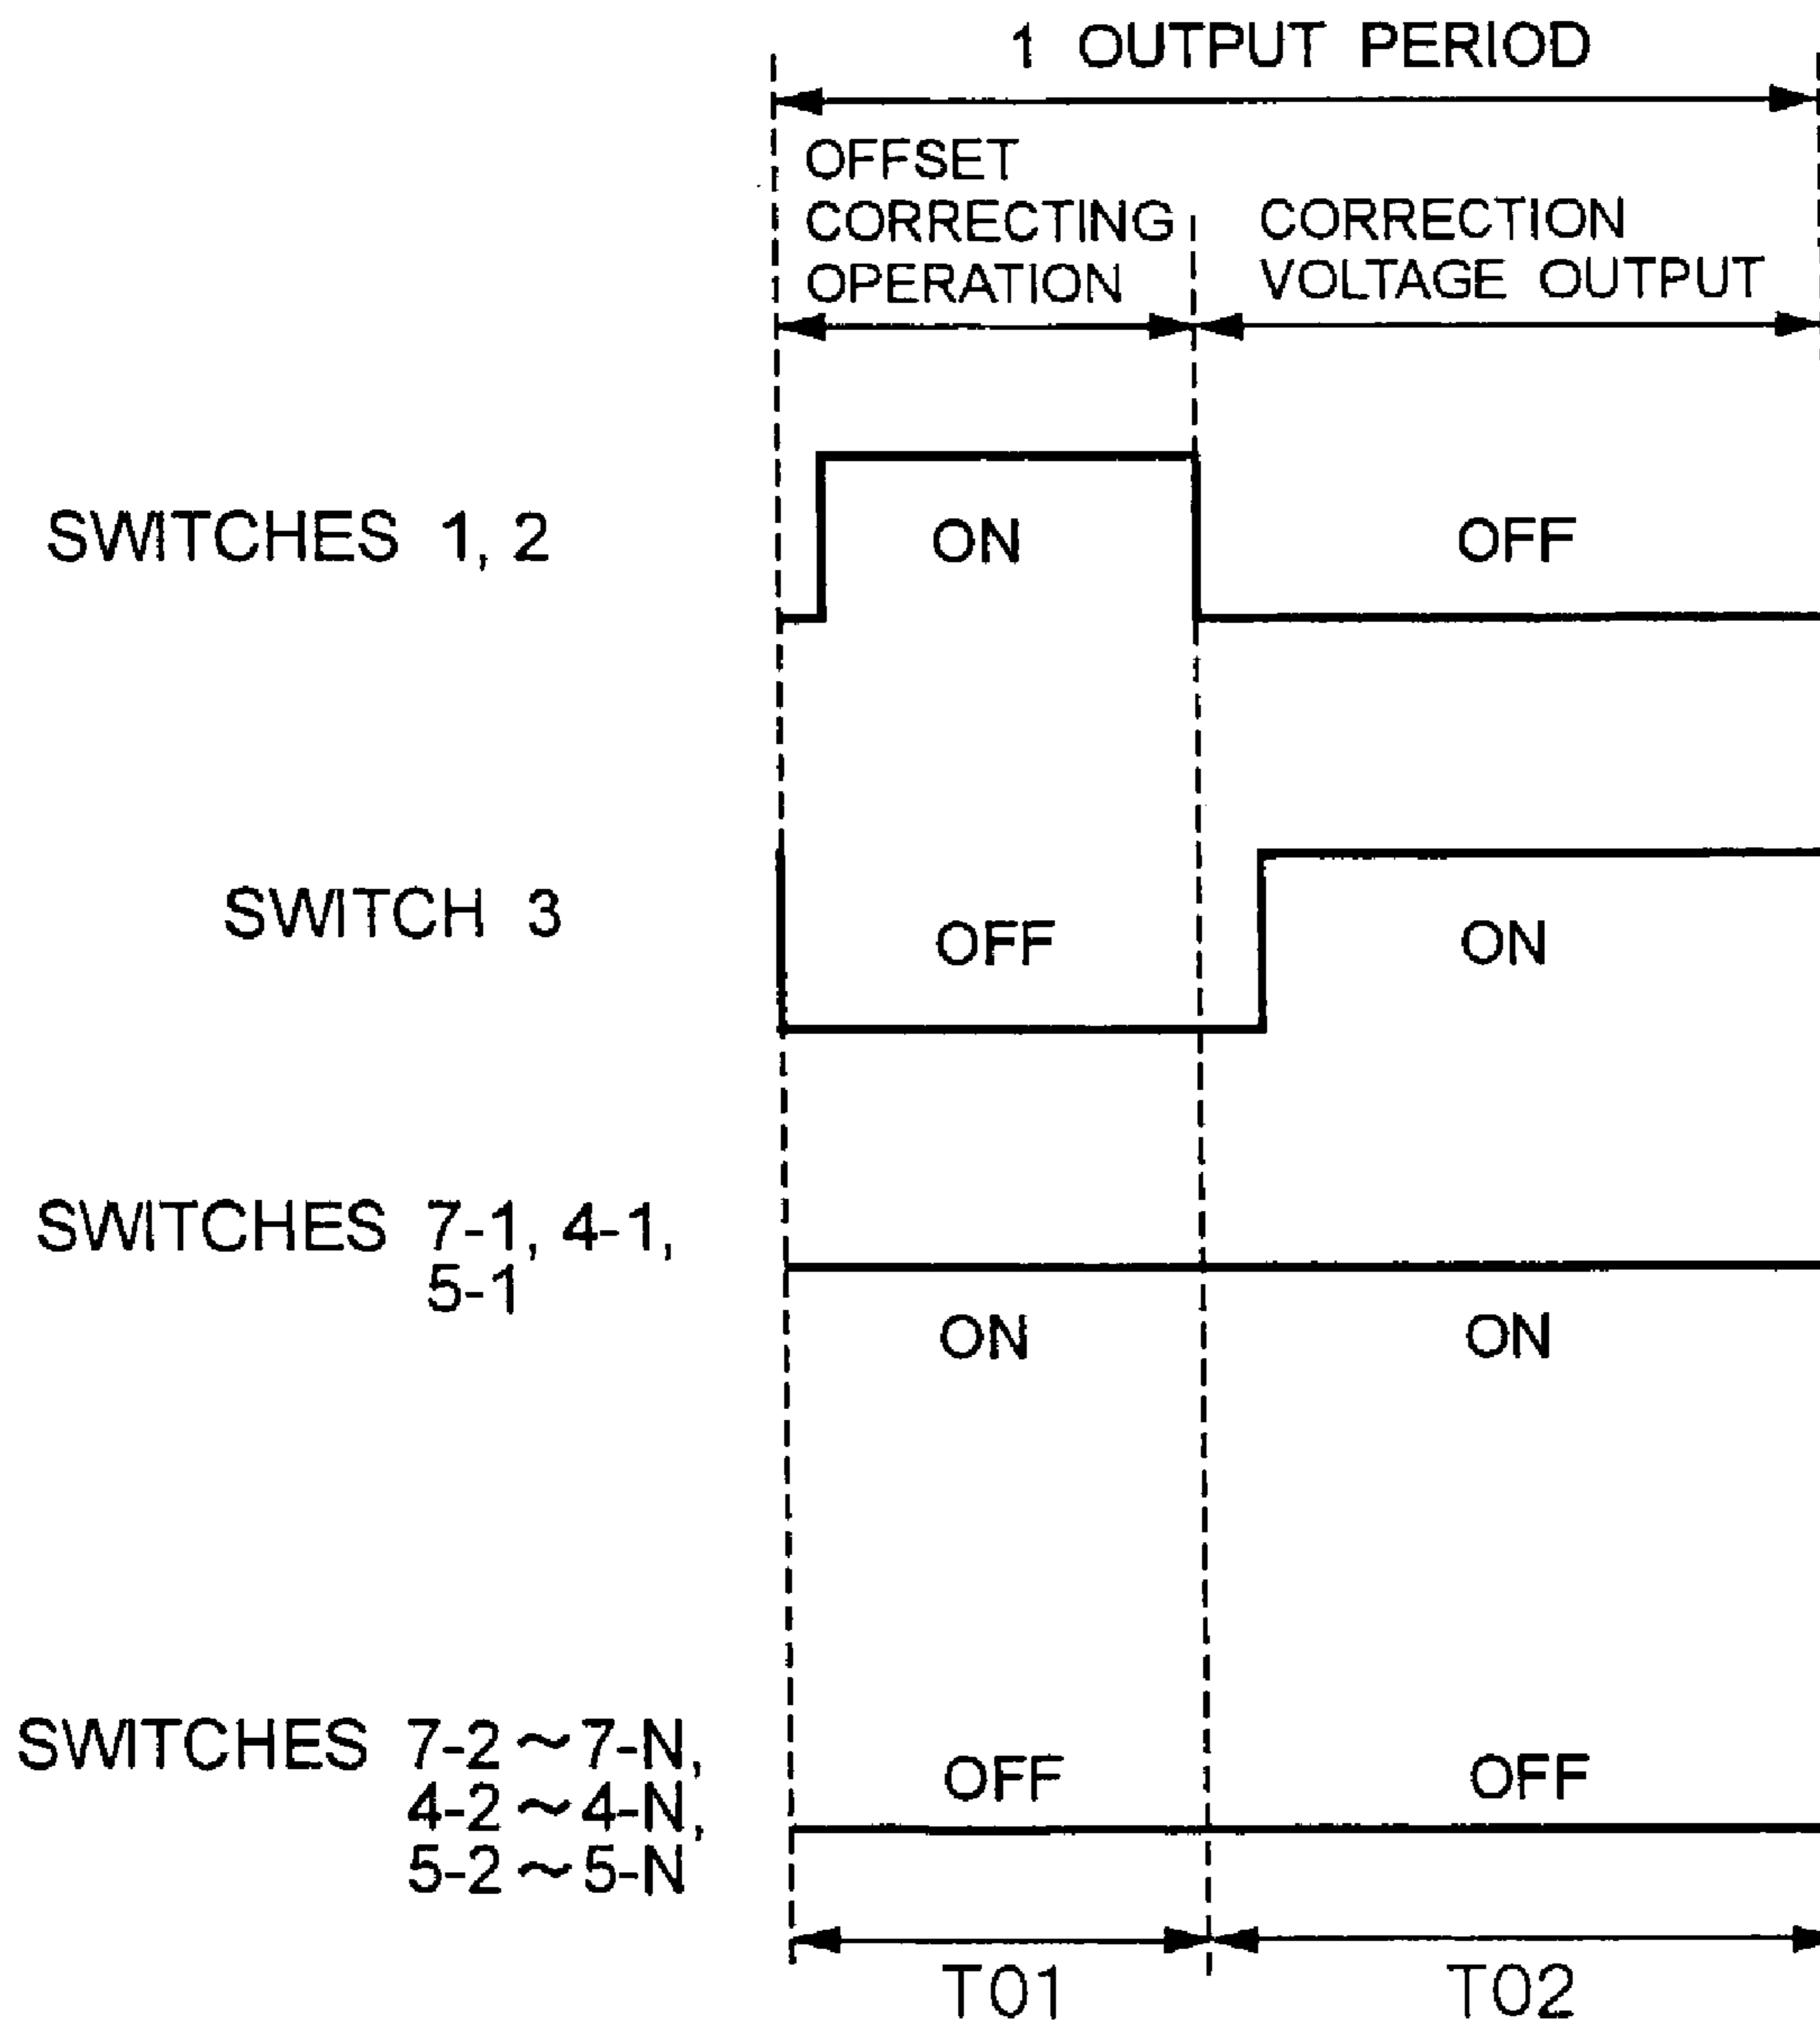 1 OUTPUT PERIOD
OFFSET
CORRECTING
OPERATION
CORRECTION
VOLTAGE OUTPUT
SWITCHES 1, 2
ON
OFF
SWITCH 3
OFF
ON
SWITCHES 7-1, 4-1,
5-1
ON
ON
SWITCHES 7-2~7-N,
4-2~4-N,
5-2~5-N
OFF
OFF
T01
T02